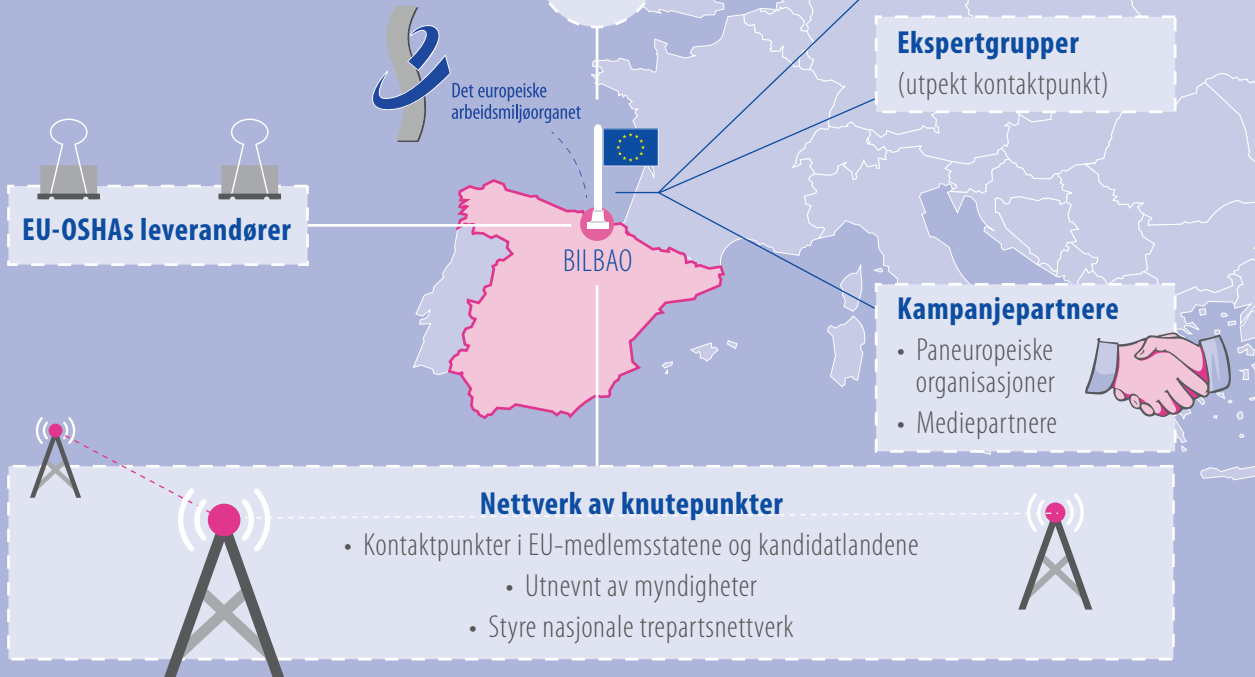 Ekspertgrupper
(utpekt kontaktpunkt)
Det europeiske
arbeidsmiljøorganet
EU-OSHAs leverandører
BILBAO
Kampanjepartnere
• Paneuropeiske
organisasjoner
• Mediepartnere
Nettverk av knutepunkter
• Kontaktpunkter i EU-medlemsstatene og kandidatlandene
• Utnevnt av myndigheter
• Styre nasjonale trepartsnettverk